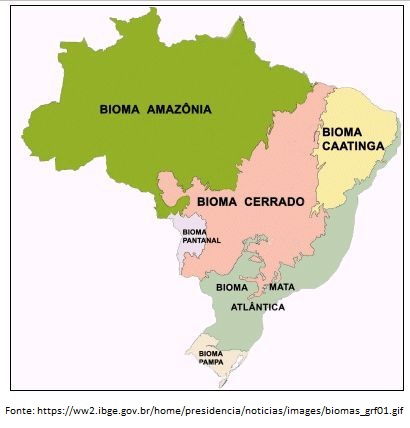 BIOMA AMAZÔNIA
BIOMA
CAATINGA
BIOMA CERRADO
BIOMA
PANTANAL
BIOMA MATA
ATLÂNTICA
BIOMA
PAMPA
Fonte: https://ww2.ibge.gov.br/home/presidencia/noticias/images/biomas_grf01.gif